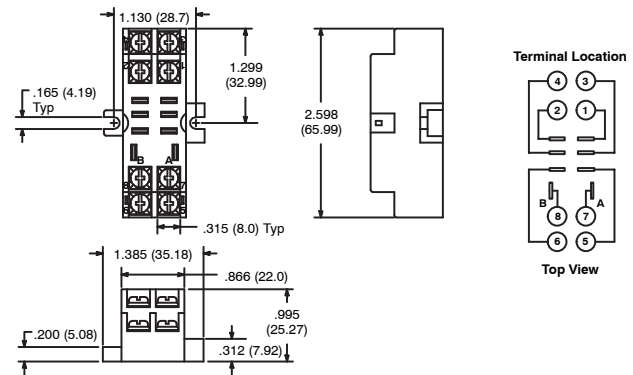 1.130 (28.7)
1.299
(32.99)
.165 (4.19)
Typ
B A
8 7
.315 (8.0) Typ
2.598
(65.99)
Terminal Location
4 3
2 1
B A
8 7
6 5
Top View
1.385 (35.18)
.866 (22.0)
.995
(25.27)
.200 (5.08)
.312 (7.92)